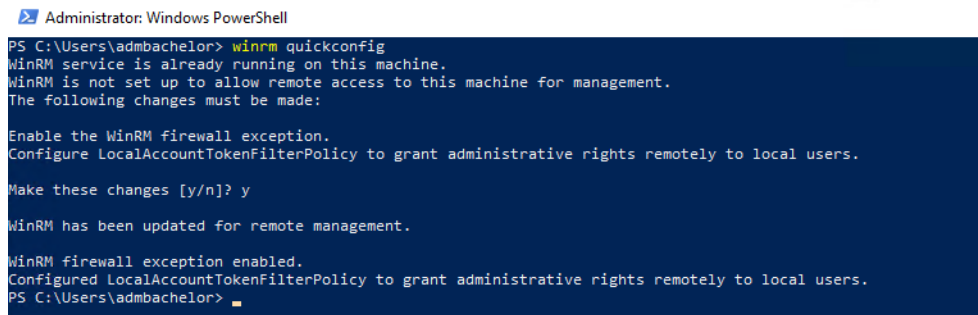 Administrator: Windows PowerShell
PS C:\Users\admbachelor> winrm quickconfig
WinRM service is already running on this machine.
WinRM is not set up to allow remote access to this machine for management.
The following changes must be made:
Enable the WinRM firewall exception.
Configure LocalAccountTokenFilterPolicy to grant administrative rights remotely to local users.
Make these changes [y/n]? y
WinRM has been updated for remote management.
WinRM firewall exception enabled.
Configured LocalAccountTokenFilterPolicy to grant administrative rights remotely to local users.
PS C:\Users\admbachelor>